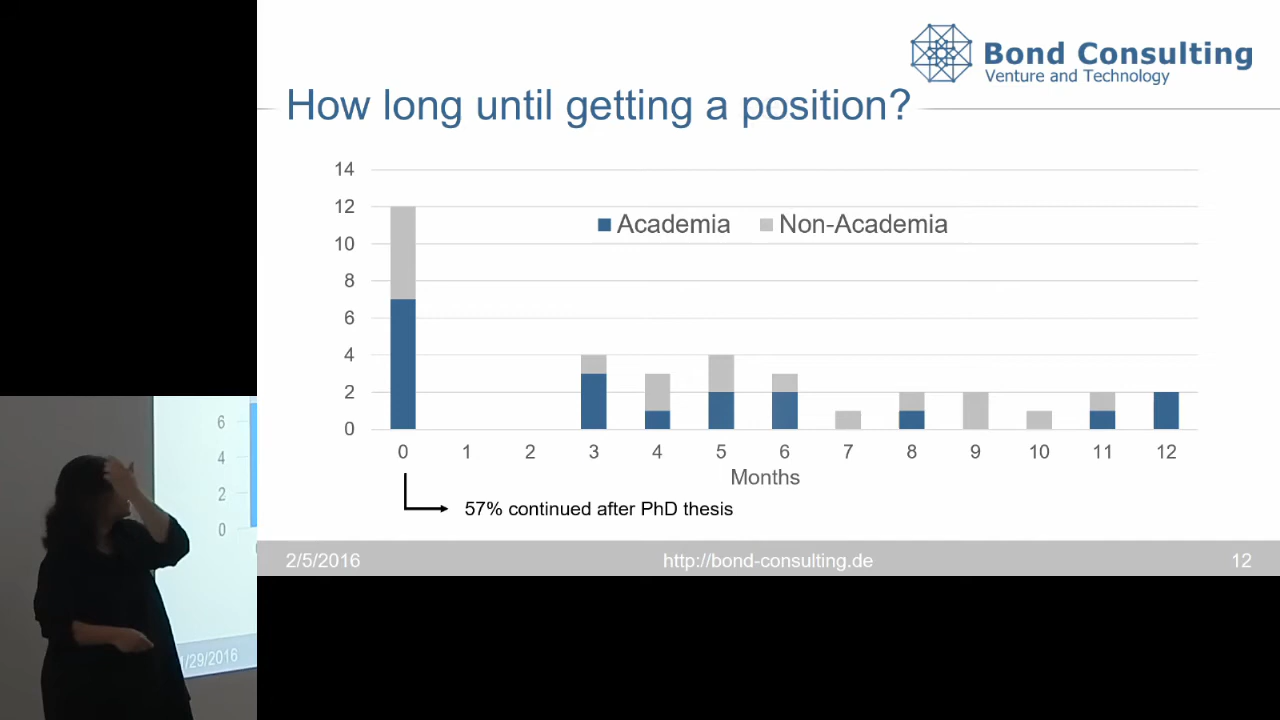 Bond Consulting
Venture and Technology
How long until getting a position?
14
12
10
8
6
4
2
0
Academia Non-Academia
0 1 2 3 4 5 6 7 8 9 10 11 12
Months
57% continued after PhD thesis
2/5/2016 http://bond-consulting.de 12
6
4
2
0
/29/2016